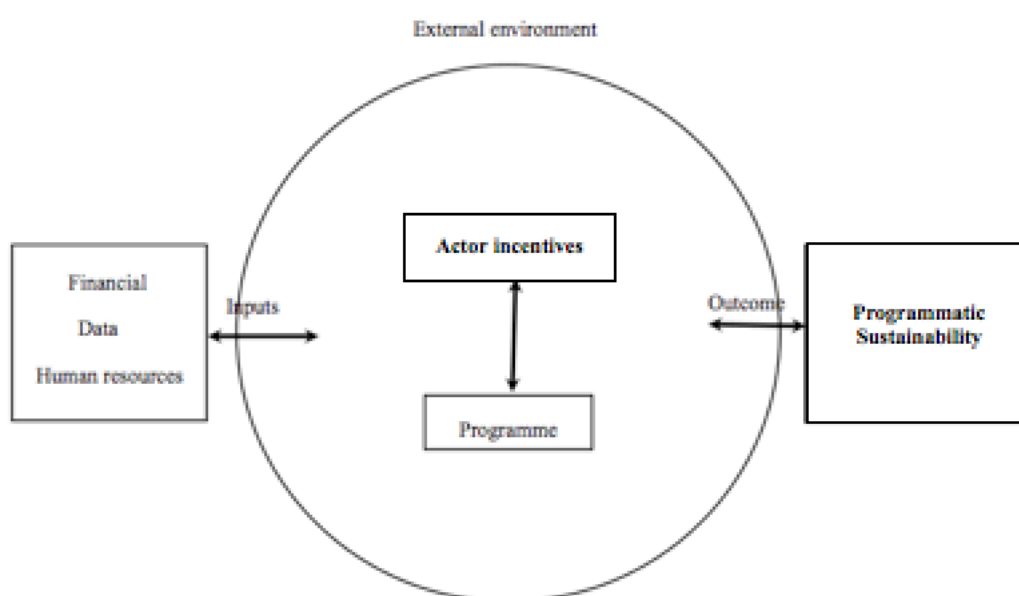 External environment
Actor incentives
Financial
Data
Human resources
Inputs
Outcome
Programmatic
Sustainability
Programme